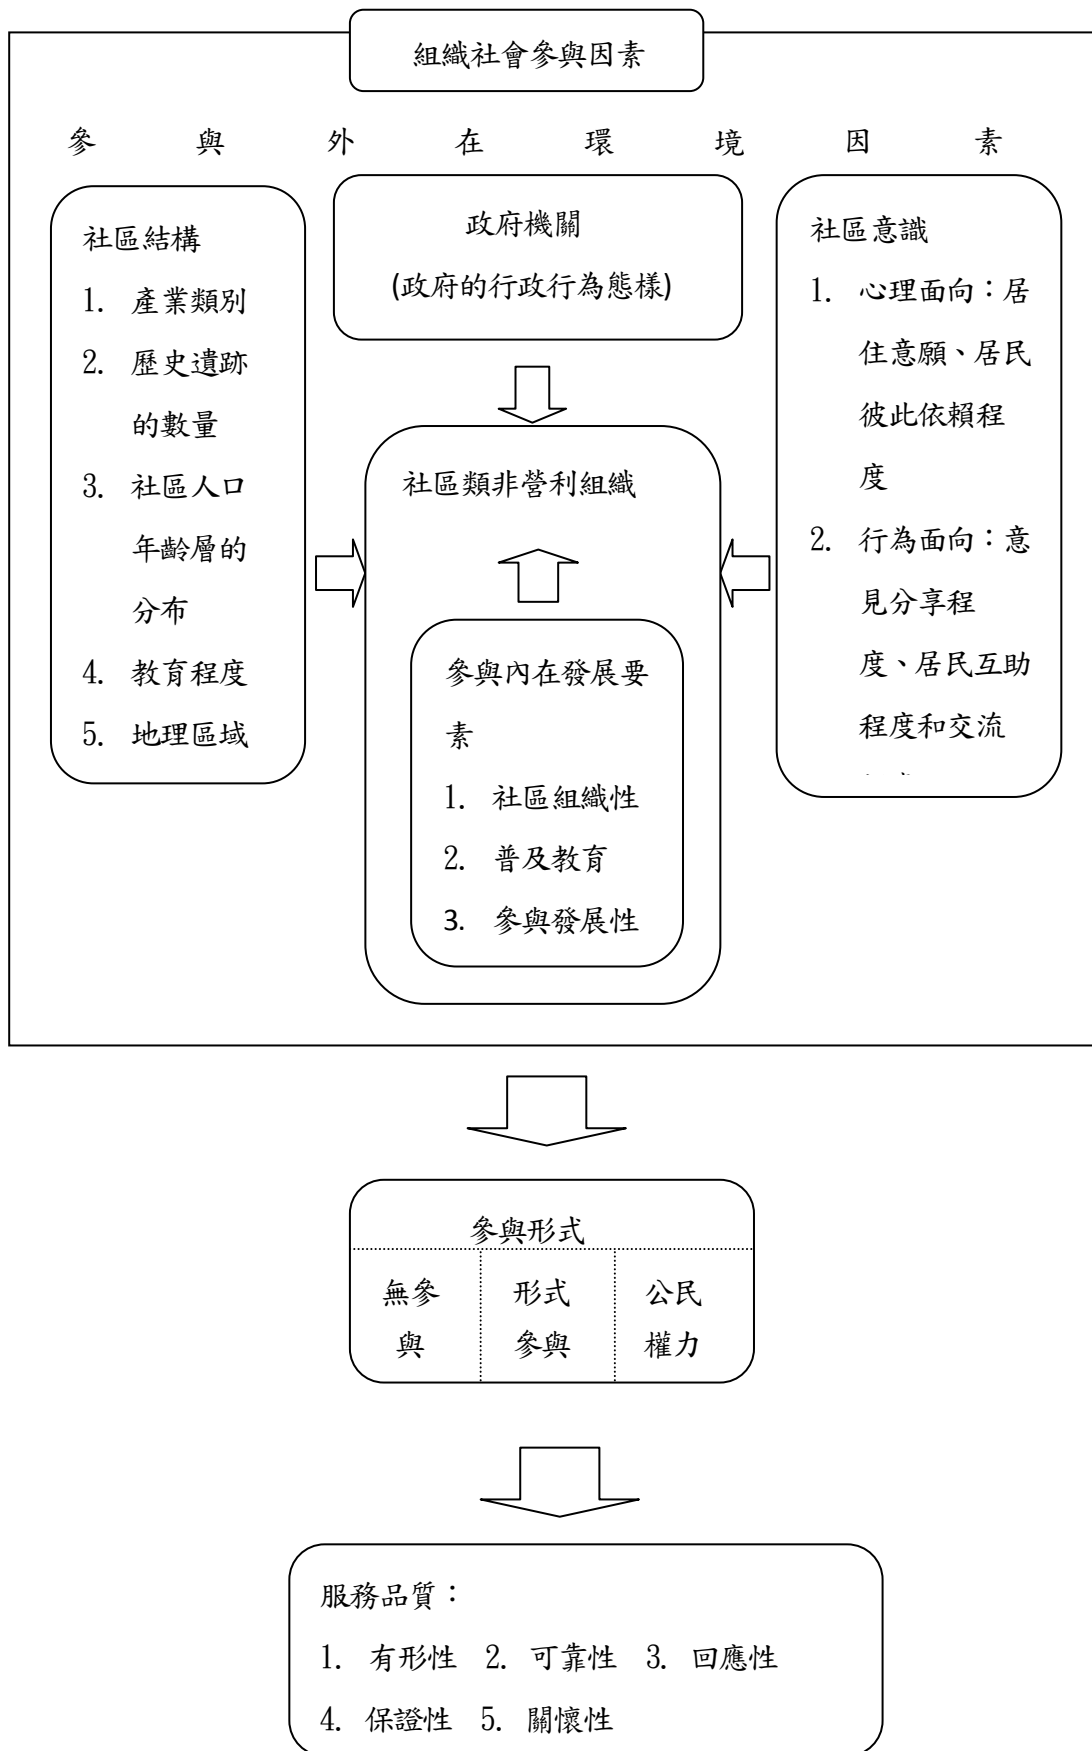 組織社會參與因素
參與外在環境因素
社區結構
1. 產業類別
2. 歷史遺跡
的數量
3. 社區人口
年齡層的
分布
4. 教育程度
5. 地理區域
政府機關
(政府的行政行為態樣)
社區意識
1. 心理面向：居
住意願、居民
彼此依賴程
度
2. 行為面向：意
見分享程
度、居民互助
程度和交流
社區類非營利組織
參與內在發展要
素
1. 社區組織性
2. 普及教育
3. 參與發展性
參與形式
無參
與
形式
參與
公民
權力
服務品質：
1. 有形性 2. 可靠性 3. 回應性
4. 保證性 5. 關懷性